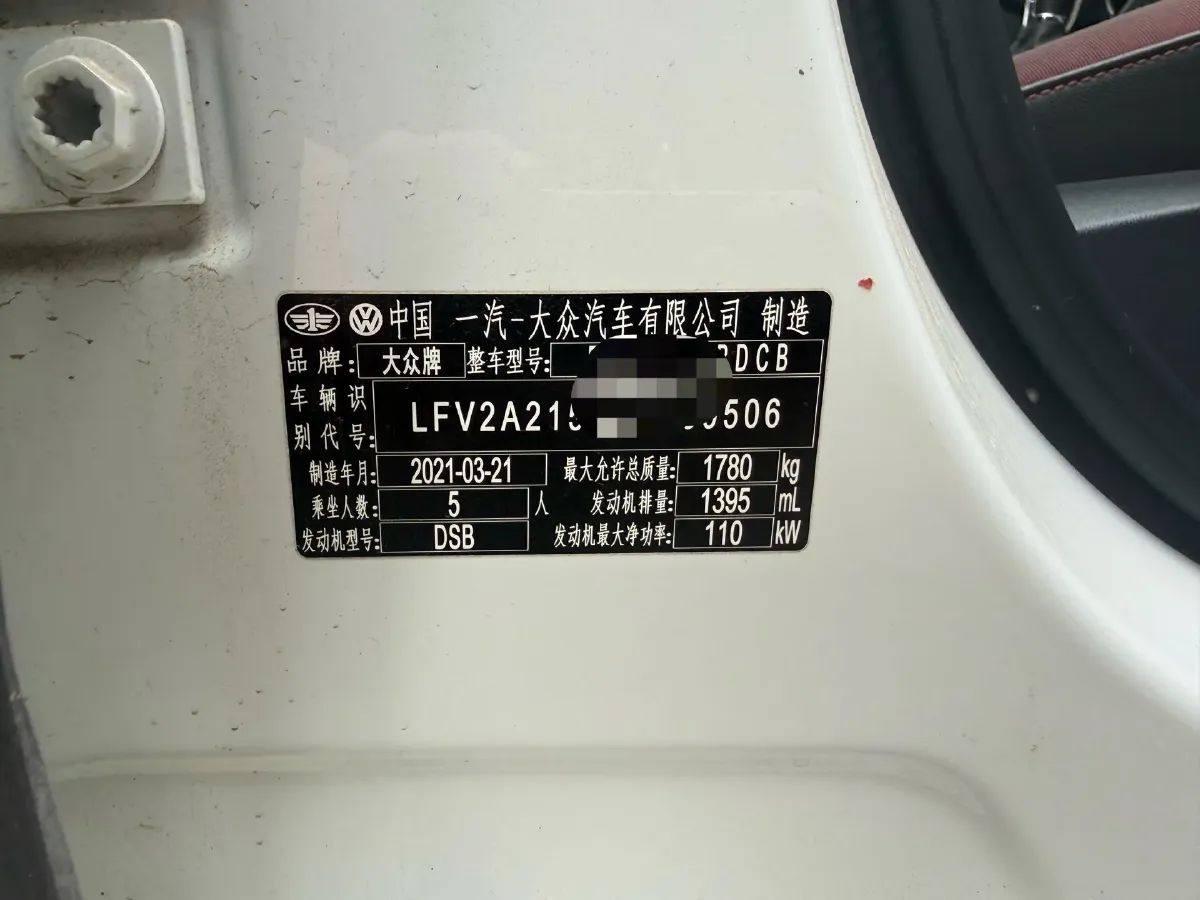 中国 一汽-大众汽车有限公司 制造
品牌: 大众牌 整车型号: DCB
车辆识别代号: LFV2A215 506
制造年月: 2021-03-21 最大允许总质量: 1780 kg
乘坐人数: 5 人 发动机排量: 1395 mL
发动机型号: DSB 发动机最大净功率: 110 kW